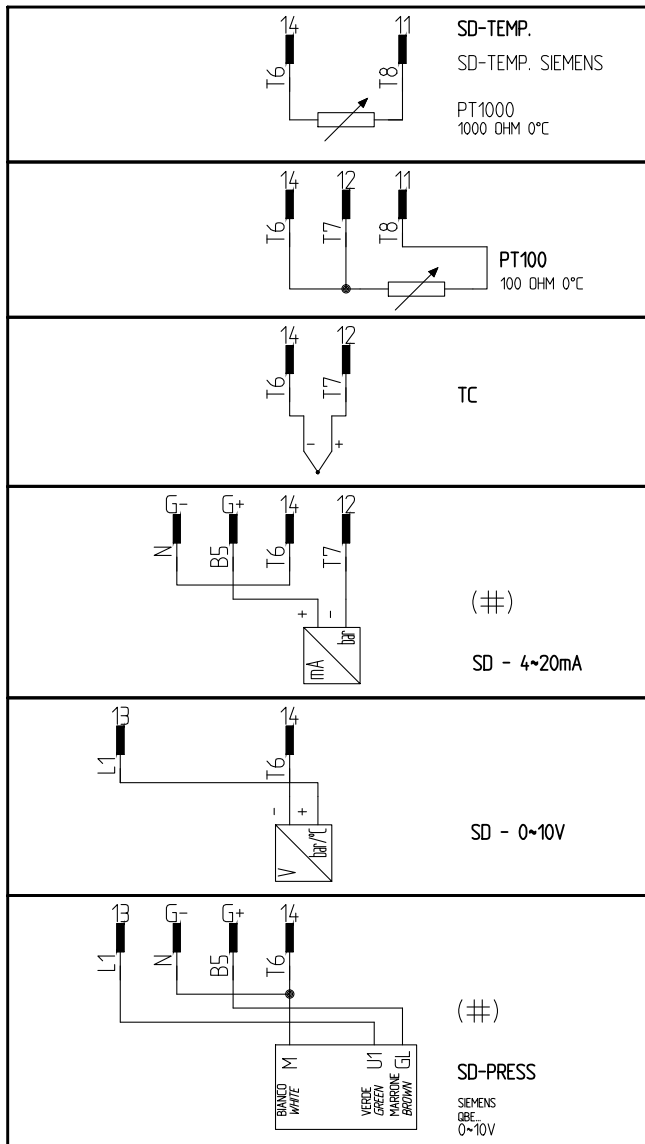 14 11 SD-TEMP.
T6 T8 SD-TEMP. SIEMENS
PT1000
1000 OHM 0°C
14 12 11
T6 T7 T8
PT100
100 OHM 0°C
14 12
T6 T7
TC
- +
G- G+ 14 12
N B5 T6 T7
(#)
+ -
mA bar
SD - 4~20mA
13 14
L1 T6
- +
V bar/°C
SD - 0~10V
13 G- G+ 14
L1 N B5 T6
(#)
M U1 GL
BIANCO VERDE MARRONE
WHITE GREEN BROWN
SD-PRESS
SIEMENS
QBE...
0~10V